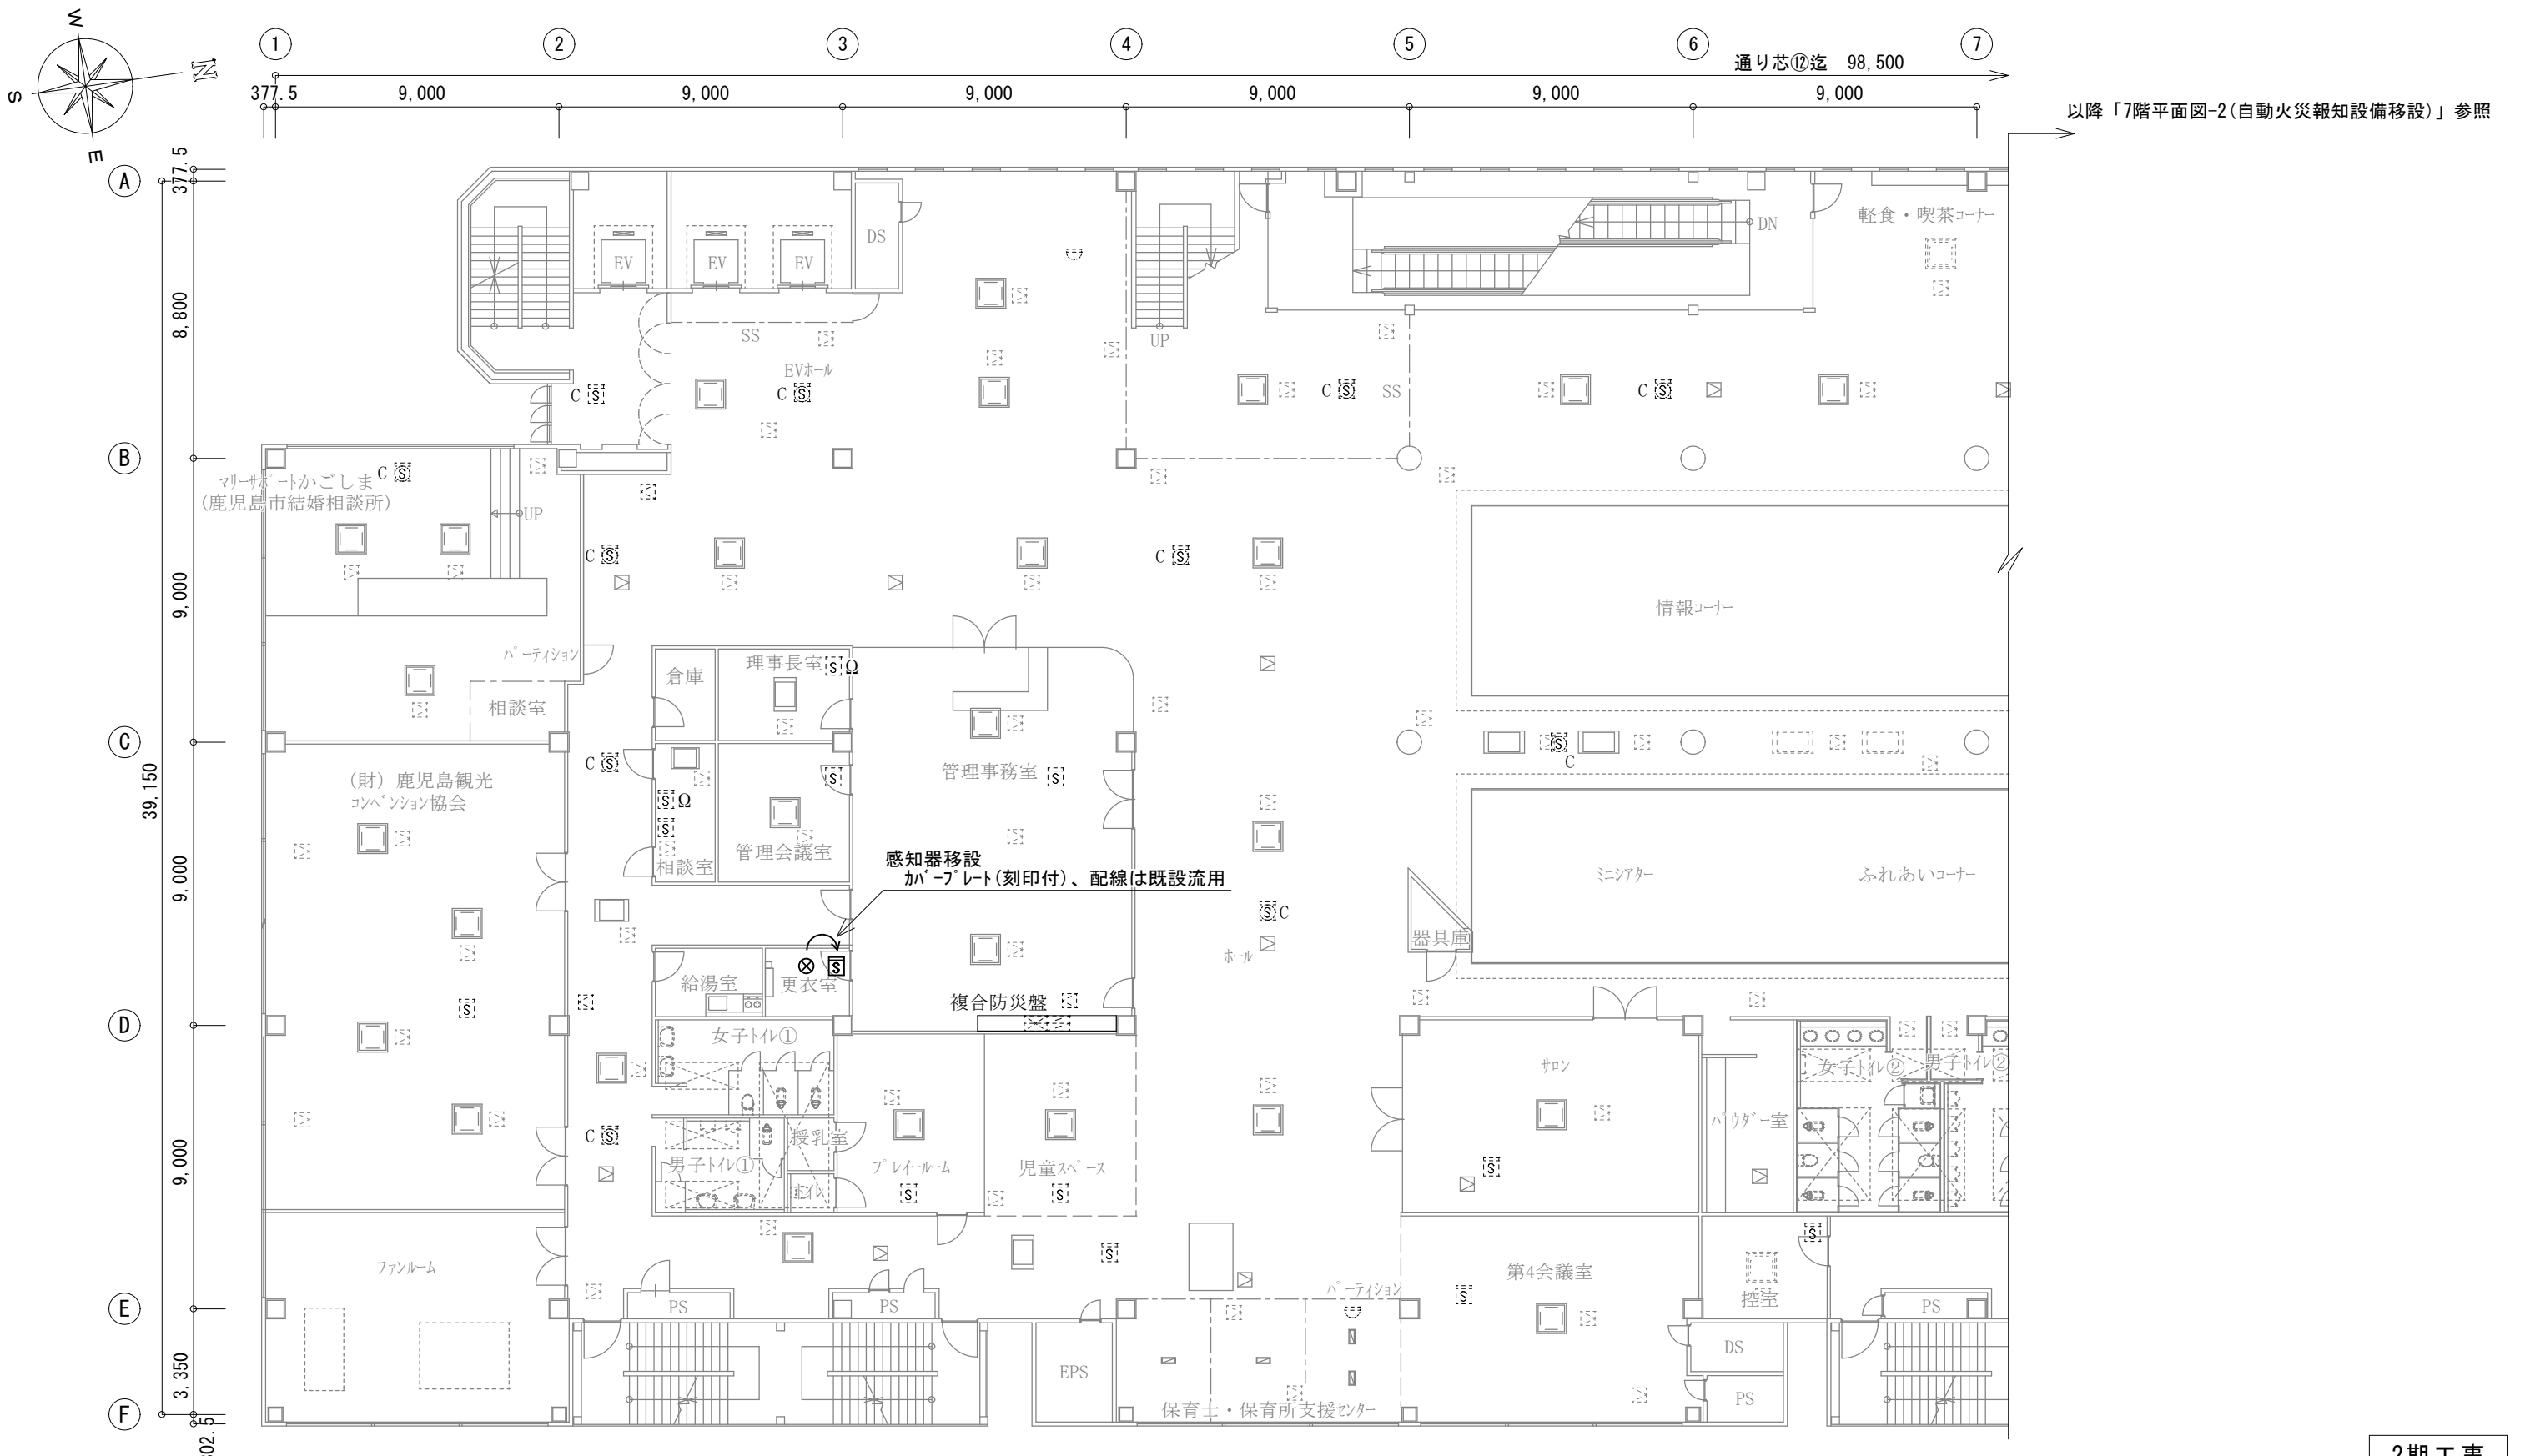 W
N
S
E
1
2
3
4
5
6
7
通り芯⑫迄 98,500
377.5
9,000
9,000
9,000
9,000
9,000
9,000
以降「7階平面図-2(自動火災報知設備移設)」参照
A
B
C
D
E
F
377.5
8,800
9,000
9,000
9,000
3,350
39,150
EV
EV
EV
DS
SS
EVホール
UP
SS
DN
軽食・喫茶コーナー
C S
C S
C S
C S
C S
マリーサポートかごしま
(鹿児島市結婚相談所)
UP
C S
C S
情報コーナー
パーティション
相談室
倉庫
理事長室
S Ω
C S
S
C
(財)鹿児島観光
コンベンション協会
S Ω
S
相談室
S
管理会議室
管理事務室
S
感知器移設
カバープレート(刻印付)、配線は既設流用
ミニシアター
ふれあいコーナー
S C
器具庫
ホール
S
給湯室
更衣室
S
複合防災盤
女子トイレ①
男子トイレ①
授乳室
トイレ
C S
プレイルーム
S
児童スペース
S
サロン
S
パウダー室
女子トイレ②
男子トイレ②
ファンルーム
S
PS
PS
パーティション
第4会議室
S
S
控室
PS
DS
PS
EPS
保育士・保育所支援センター
2期工事